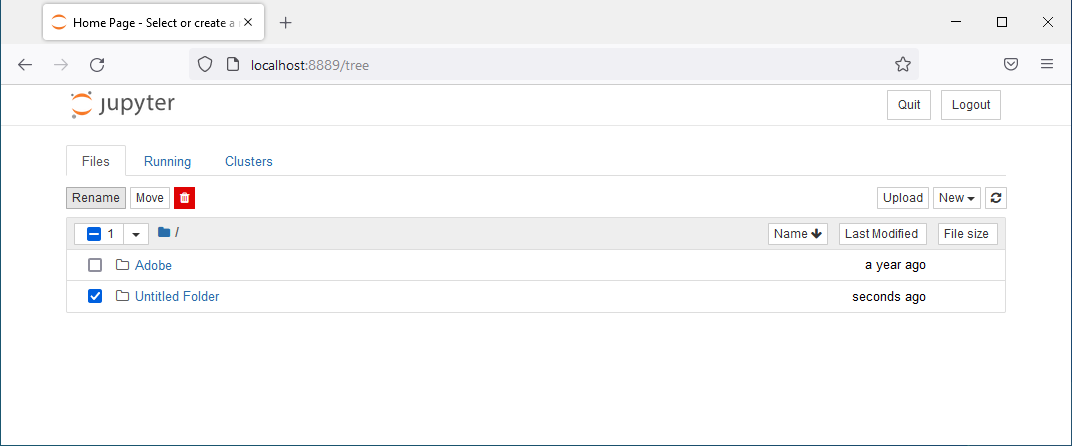 Home Page - Select or create a
localhost:8889/tree
jupyter
Quit Logout
Files Running Clusters
Rename Move Upload New
1 / Name Last Modified File size
Adobe a year ago
Untitled Folder seconds ago